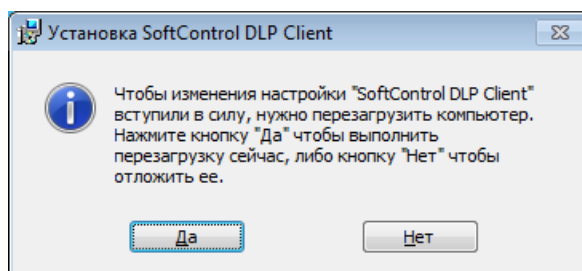 Установка SoftControl DLP Client
Чтобы изменения настройки "SoftControl DLP Client"
вступили в силу, нужно перезагрузить компьютер.
Нажмите кнопку "Да" чтобы выполнить
перезагрузку сейчас, либо кнопку "Нет" чтобы
отложить ее.
Да
Нет